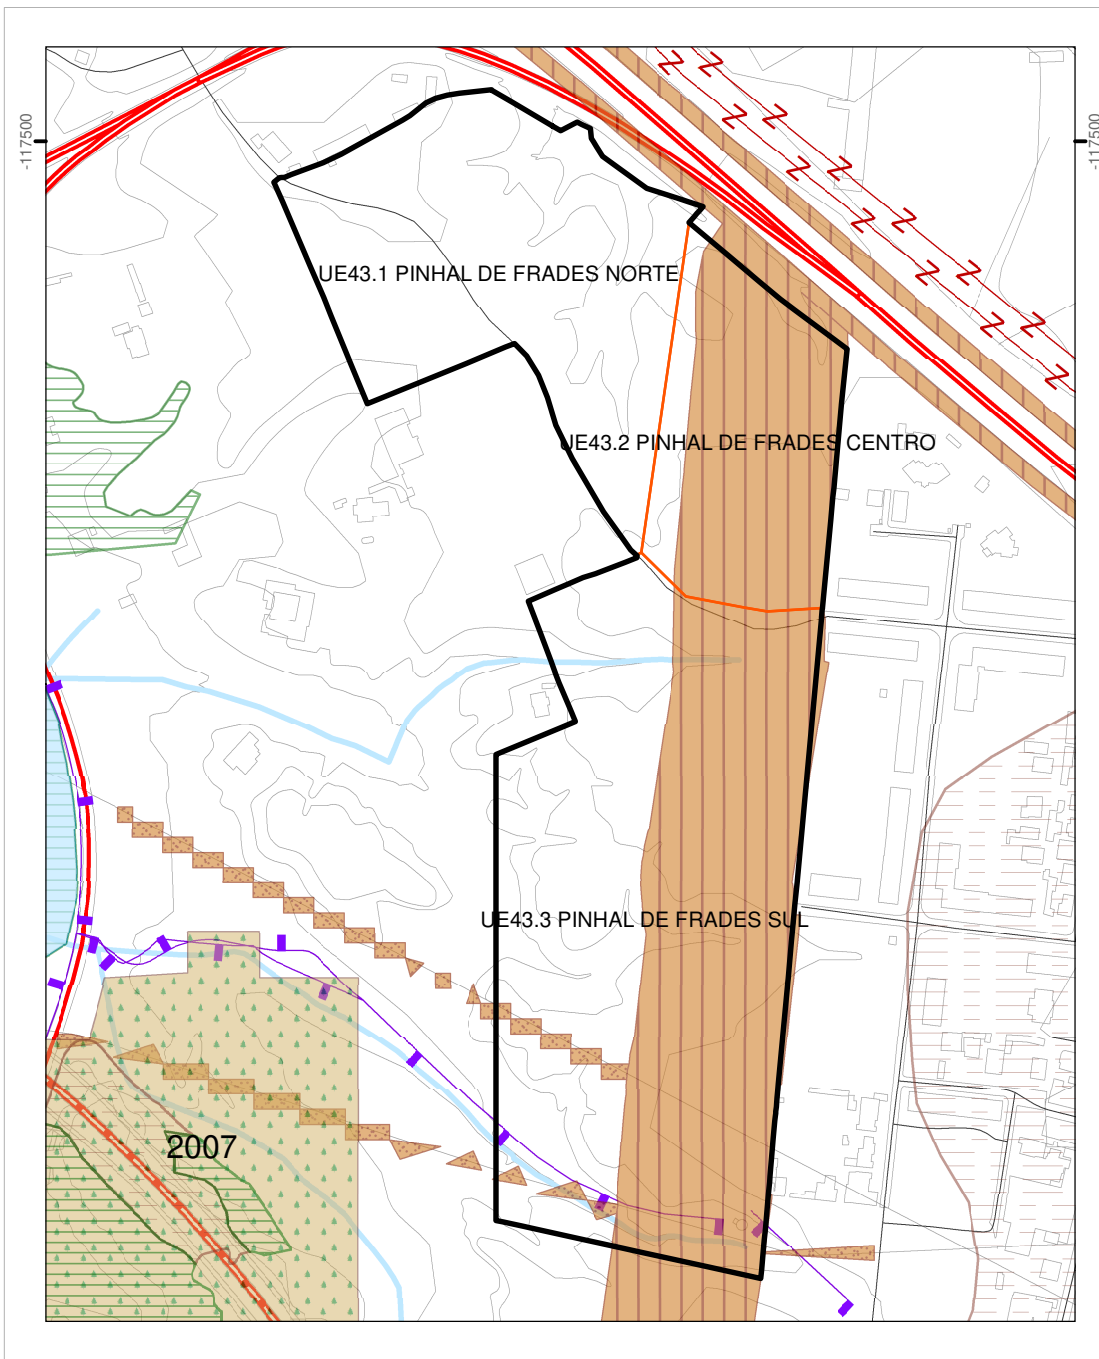 -117500
-117500
UE43.1 PINHAL DE FRADES NORTE
UE43.2 PINHAL DE FRADES CENTRO
UE43.3 PINHAL DE FRADES SUL
2007